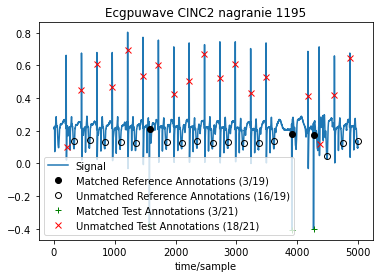 Ecgpuwave CINC2 nagranie 1195
0.8
0.6
0.4
0.2
0.0
−0.2
−0.4
Signal
Matched Reference Annotations (3/19)
Unmatched Reference Annotations (16/19)
Matched Test Annotations (3/21)
Unmatched Test Annotations (18/21)
0 1000 2000 3000 4000 5000
time/sample